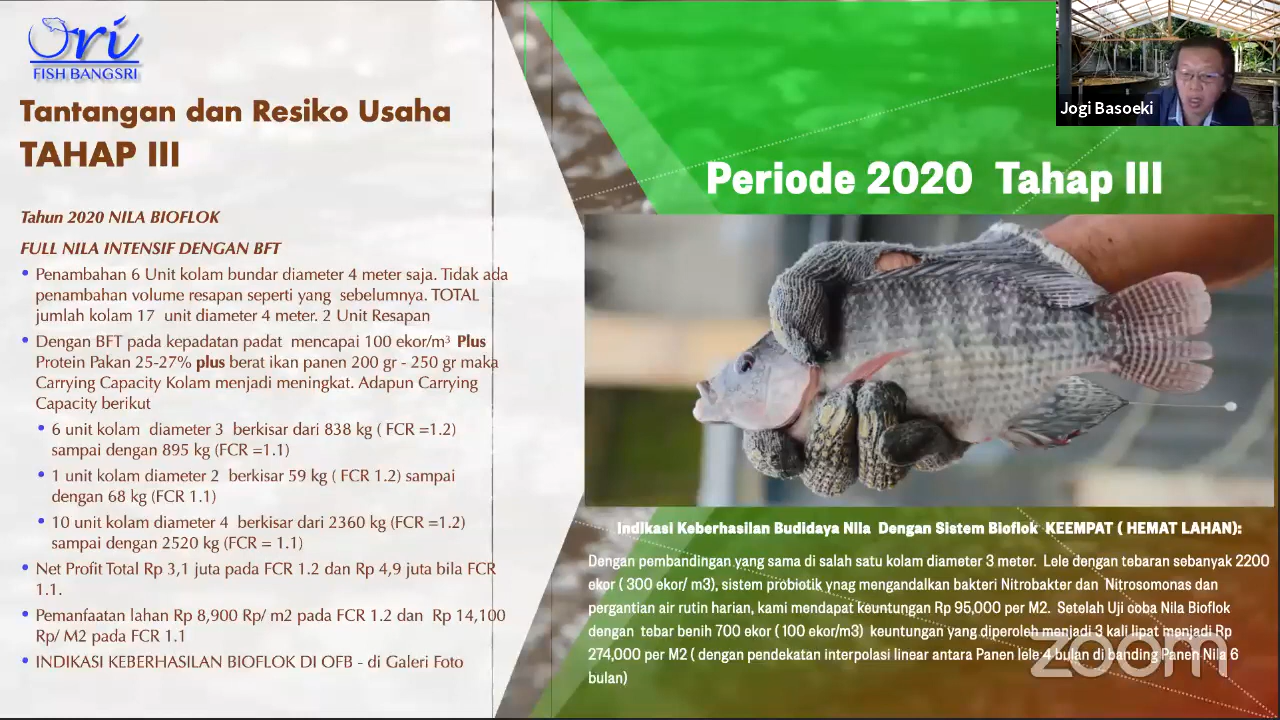 Ori
FISH BANGSRI
Tantangan dan Resiko Usaha
TAHAP III
Tahun 2020 NILA BIOFLOK
FULL NILA INTENSIF DENGAN BFT
• Penambahan 6 Unit kolam bundar diameter 4 meter saja. Tidak ada
penambahan volume resapan seperti yang sebelumnya. TOTAL
jumlah kolam 17 unit diameter 4 meter. 2 Unit Resapan
• Dengan BFT pada kepadatan padat mencapai 100 ekor/m³ Plus
Protein Pakan 25-27% plus berat ikan panen 200 gr - 250 gr maka
Carrying Capacity Kolam menjadi meningkat. Adapun Carrying
Capacity berikut
• 6 unit kolam diameter 3 berkisar dari 838 kg ( FCR =1.2)
sampai dengan 895 kg (FCR =1.1)
• 1 unit kolam diameter 2 berkisar 59 kg ( FCR 1.2) sampai
dengan 68 kg (FCR 1.1)
• 10 unit kolam diameter 4 berkisar dari 2360 kg (FCR =1.2)
sampai dengan 2520 kg (FCR = 1.1)
• Net Profit Total Rp 3,1 juta pada FCR 1.2 dan Rp 4,9 juta bila FCR
1.1.
• Pemanfaatan lahan Rp 8,900 Rp/ m2 pada FCR 1.2 dan Rp 14,100
Rp/ M2 pada FCR 1.1
• INDIKASI KEBERHASILAN BIOFLOK DI OFB - di Galeri Foto
Jogi Basoeki
Periode 2020 Tahap III
Indikasi Keberhasilan Budidaya Nila Dengan Sistem Bioflok KEEMPAT ( HEMAT LAHAN):
Dengan pembandingan yang sama di salah satu kolam diameter 3 meter. Lele dengan tebaran sebanyak 2200
ekor ( 300 ekor/ m3), sistem probiotik ynag mengandalkan bakteri Nitrobakter dan Nitrosomonas dan
pergantian air rutin harian, kami mendapat keuntungan Rp 95,000 per M2. Setelah Uji coba Nila Bioflok
dengan tebar benih 700 ekor ( 100 ekor/m3) keuntungan yang diperoleh menjadi 3 kali lipat menjadi Rp
274,000 per M2 ( dengan pendekatan interpolasi linear antara Panen lele 4 bulan di banding Panen Nila 6
bulan)
zoom